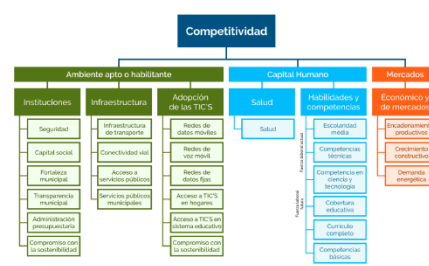 Competitividad
Ambiente apto o habilitante
Capital Humano
Mercados
Instituciones
Infraestructura
Adopción
de las TIC'S
Salud
Habilidades y
competencias
Económico y
de mercados
Seguridad
Capital social
Fortaleza
municipal
Transparencia
municipal
Administración
presupuestaria
Compromiso con
la sostenibilidad
Infraestructura
de transporte
Conectividad vial
Acceso a
servicios públicos
Servicios públicos
municipales
Redes de
datos móviles
Redes de
voz móvil
Redes de
datos fijas
Acceso a TIC'S
en hogares
Acceso a TIC'S en
sistema educativo
Compromiso con
la sostenibilidad
Salud
Escolaridad
media
Competencias
técnicas
Competencia en
ciencia y
tecnología
Cobertura
educativa
Currículo
completo
Competencias
básicas
Encadenamient
productivos
Crecimiento
constructivo
Demanda
energética